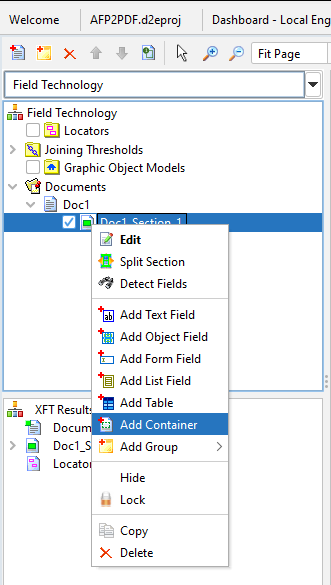 Welcome AFP2PDF.d2eproj Dashboard - Local Eng
Fit Page
Field Technology
Field Technology
Locators
Joining Thresholds
Graphic Object Models
Documents
Doc1
Doc1_Section_1
Edit
Split Section
Detect Fields
Add Text Field
Add Object Field
Add Form Field
Add List Field
Add Table
Add Container
Add Group
Hide
Lock
Copy
Delete
XFT Results
Docum
Doc1_S
Locator